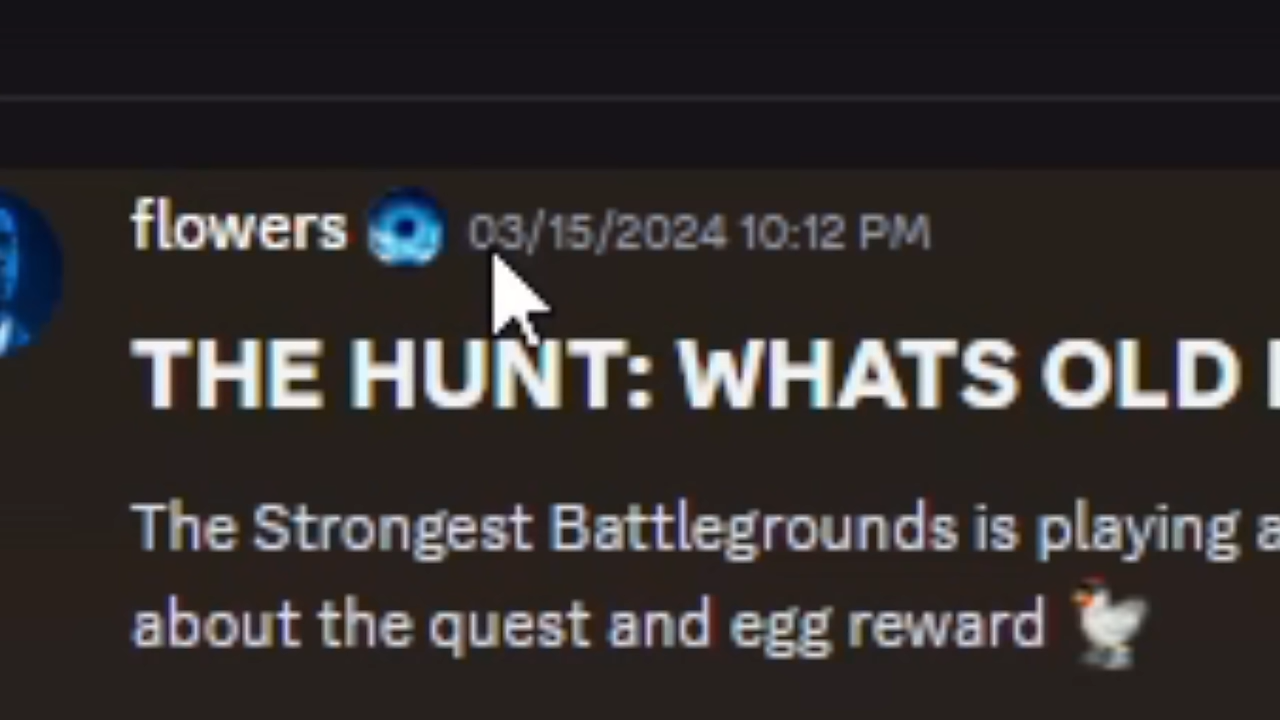 flowers 03/15/2024 10:12 PM
THE HUNT: WHATS OLD
The Strongest Battlegrounds is playing a
about the quest and egg reward 🐓